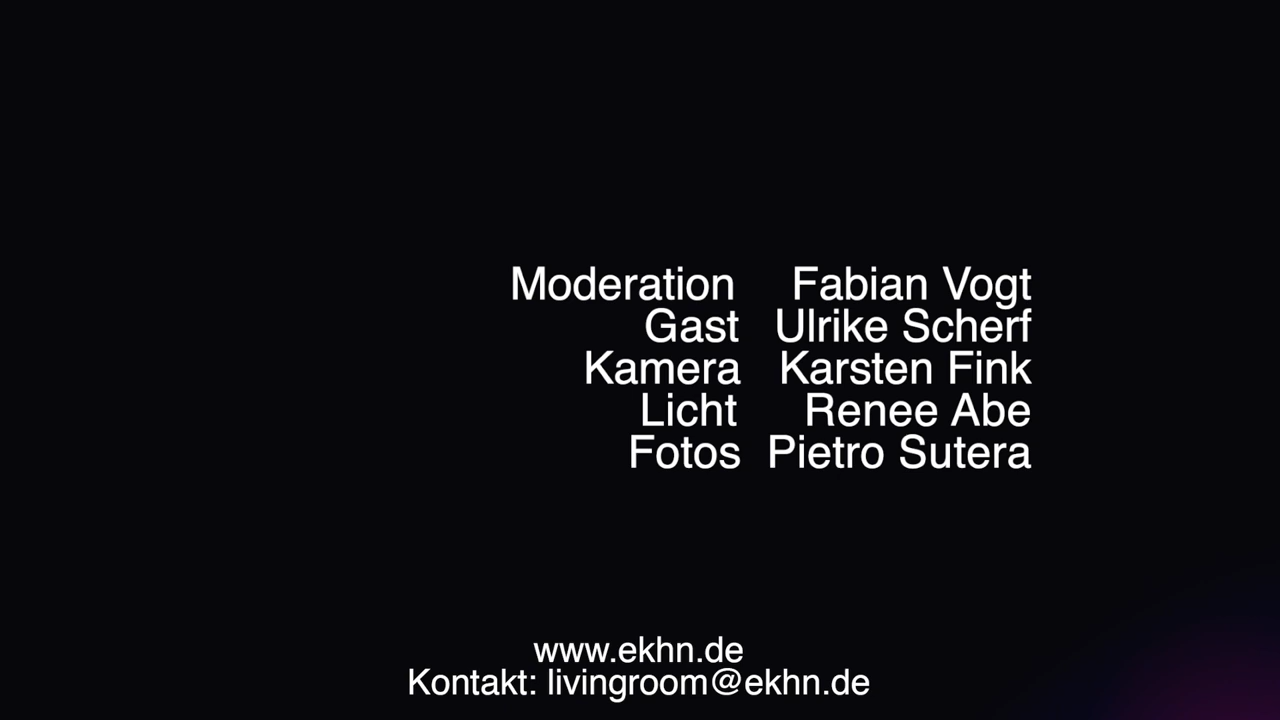 Moderation Fabian Vogt
Gast Ulrike Scherf
Kamera Karsten Fink
Licht Renee Abe
Fotos Pietro Sutera
www.ekhn.de
Kontakt: livingroom@ekhn.de